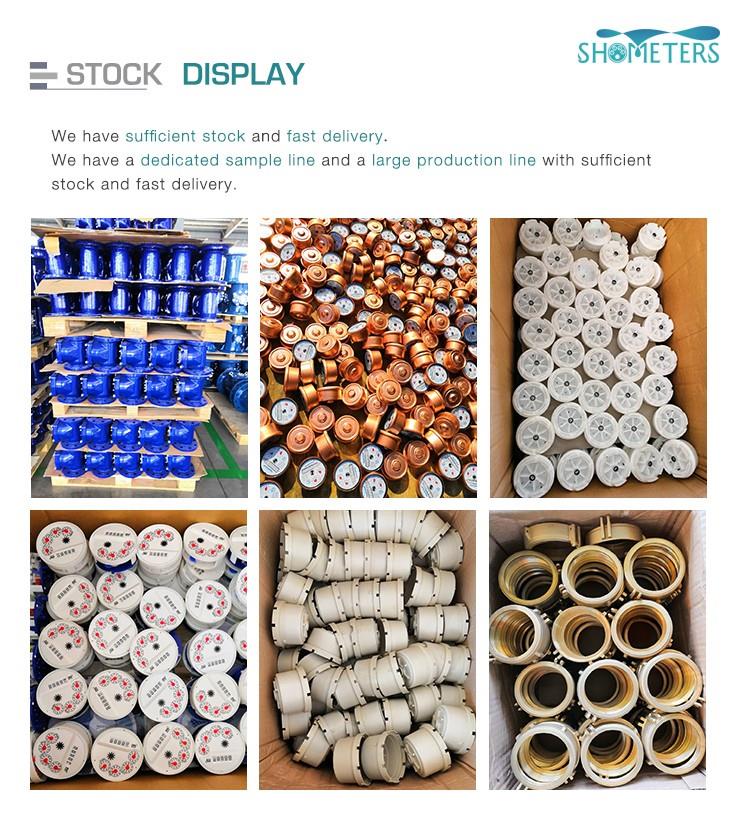 SHOMETERS
STOCK DISPLAY
We have sufficient stock and fast delivery.
We have a dedicated sample line and a large production line with sufficient
stock and fast delivery.